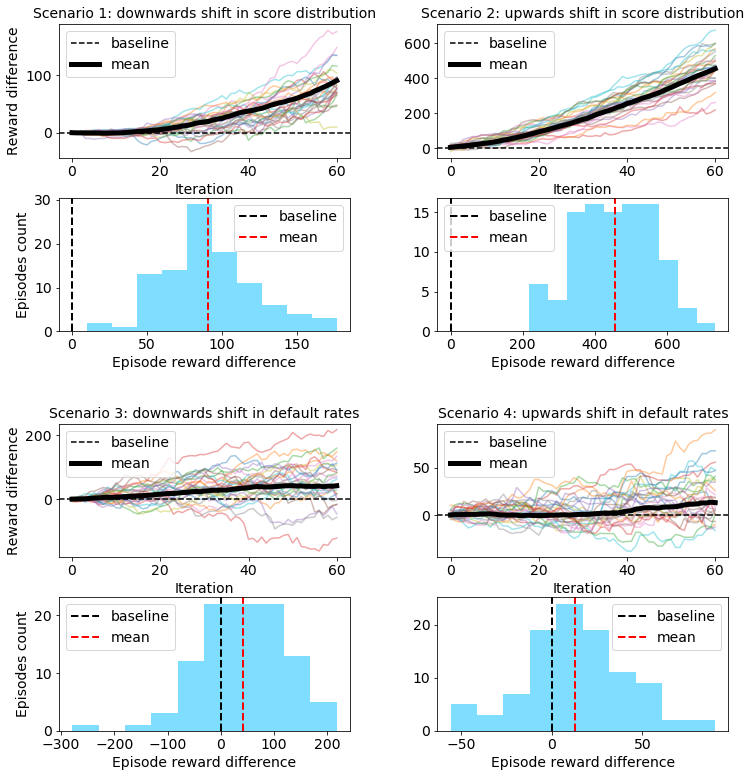 Scenario 1: downwards shift in score distribution
Reward difference
100
0
baseline
mean
0 20 40 60
Iteration
Scenario 2: upwards shift in score distribution
600
400
200
0
baseline
mean
0 20 40 60
Iteration
Episodes count
30
20
10
0
baseline
mean
0 50 100 150
Episode reward difference
15
10
5
0
baseline
mean
0 200 400 600
Episode reward difference
Scenario 3: downwards shift in default rates
Reward difference
200
0
baseline
mean
0 20 40 60
Iteration
Scenario 4: upwards shift in default rates
50
0
baseline
mean
0 20 40 60
Iteration
Episodes count
20
10
0
baseline
mean
−300 −200 −100 0 100 200
Episode reward difference
20
10
0
baseline
mean
−50 0 50
Episode reward difference